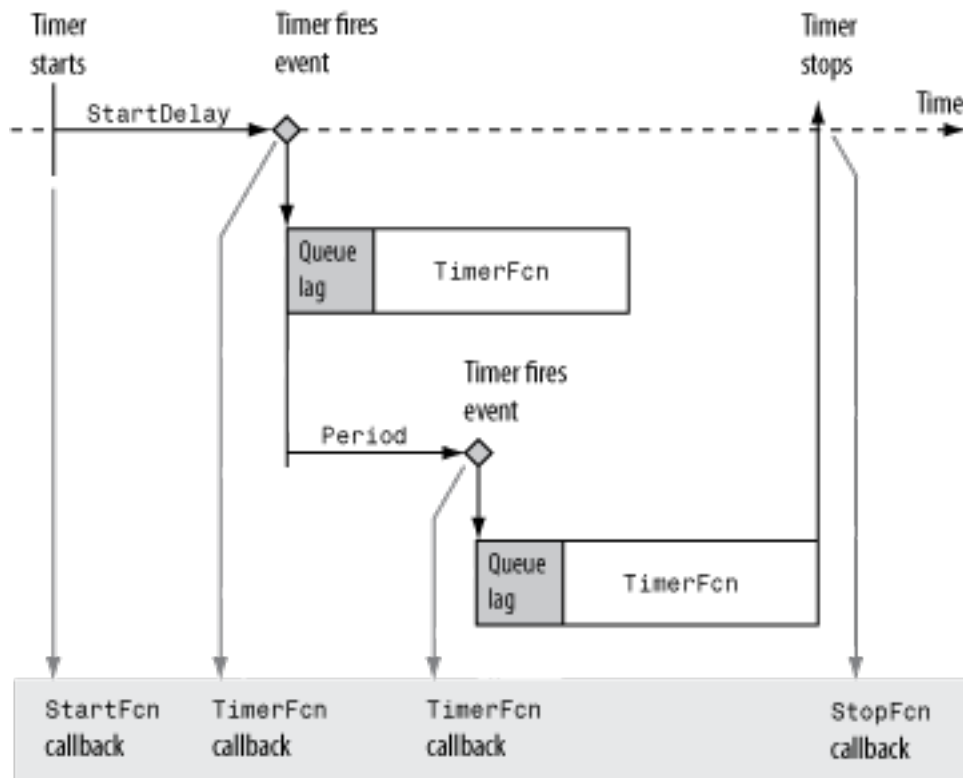 Timer
starts
Timer fires
event
Timer
stops
StartDelay
Time
Queue
lag
TimerFcn
Timer fires
event
Period
Queue
lag
TimerFcn
StartFcn
callback
TimerFcn
callback
TimerFcn
callback
StopFcn
callback